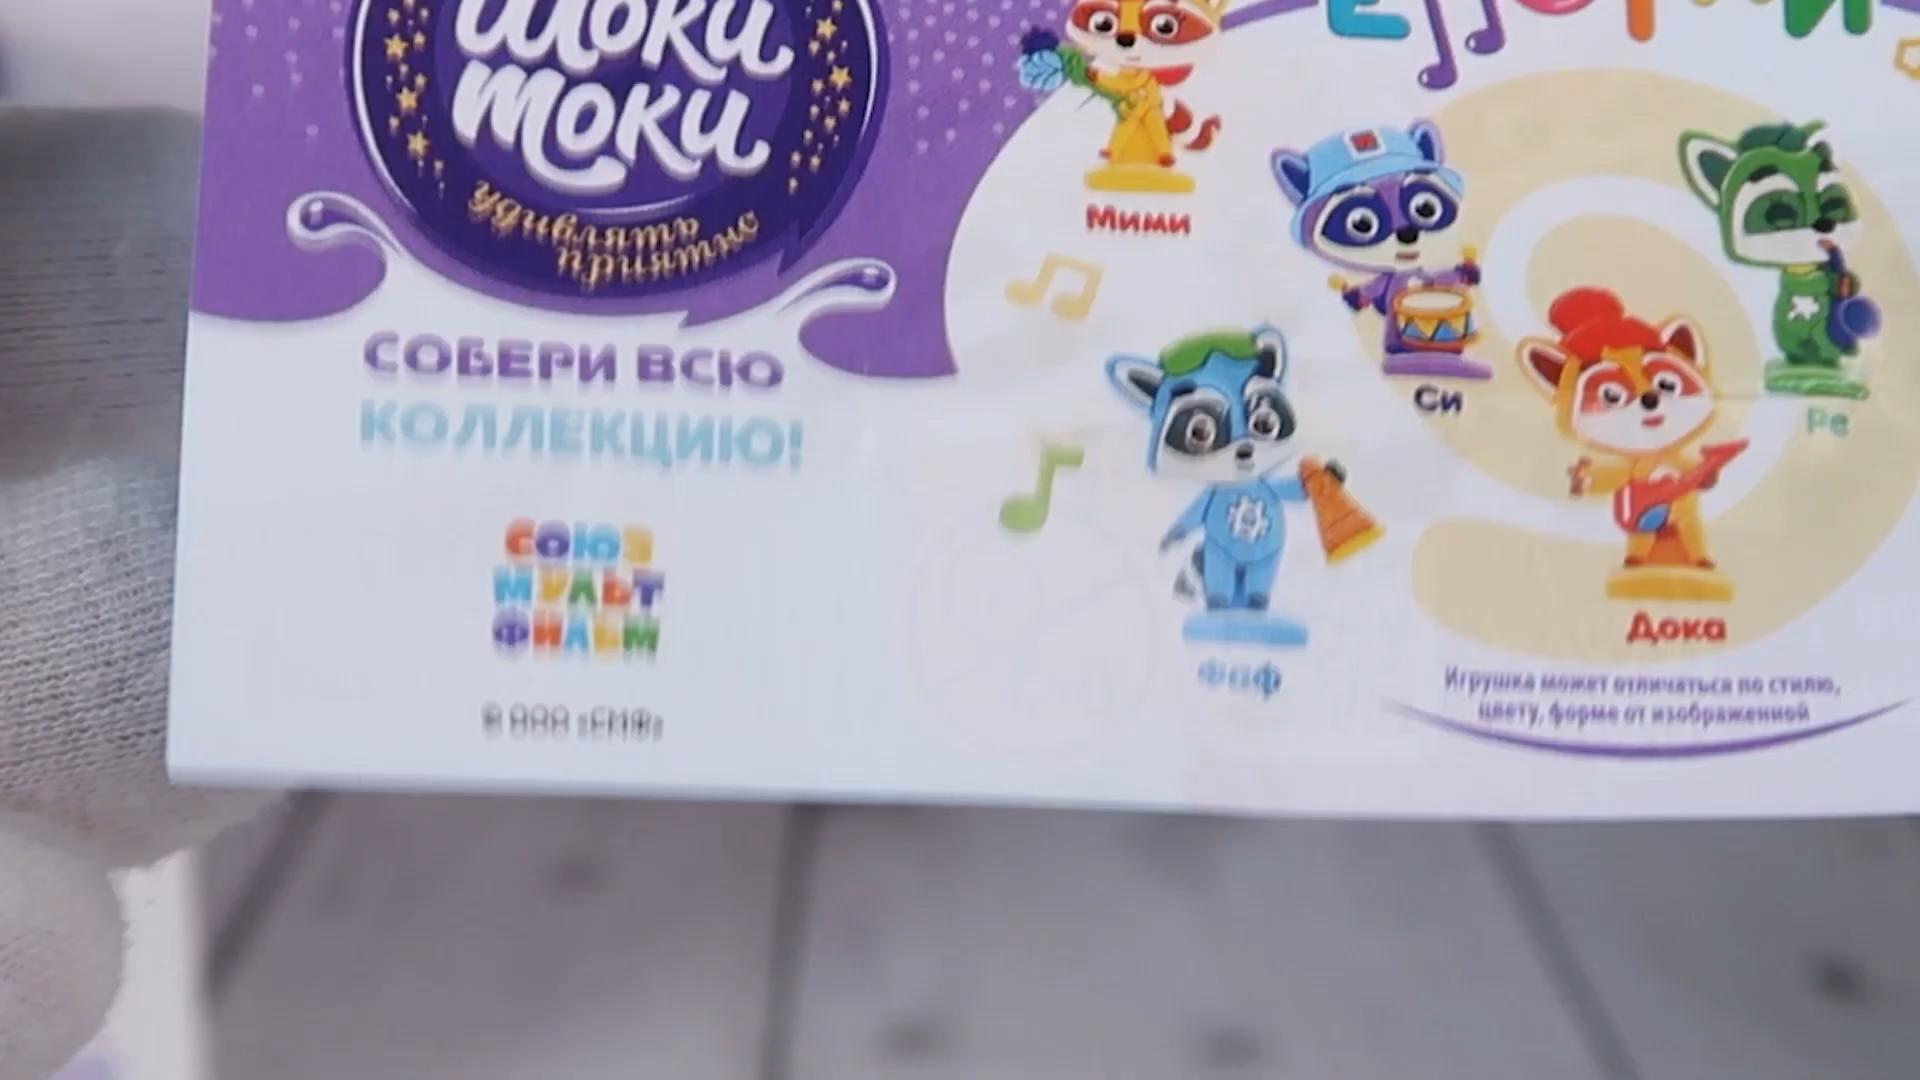 Шоки
токи
удивлять
приятно
СОБЕРИ ВСЮ
КОЛЛЕКЦИЮ!
СОЮЗ
МУЛЬТ
ФИЛЬМ
© ООО «СМФ»
Мими
Си
Ре
Фаф
Дока
Игрушка может отличаться по стилю,
цвету, форме от изображенной